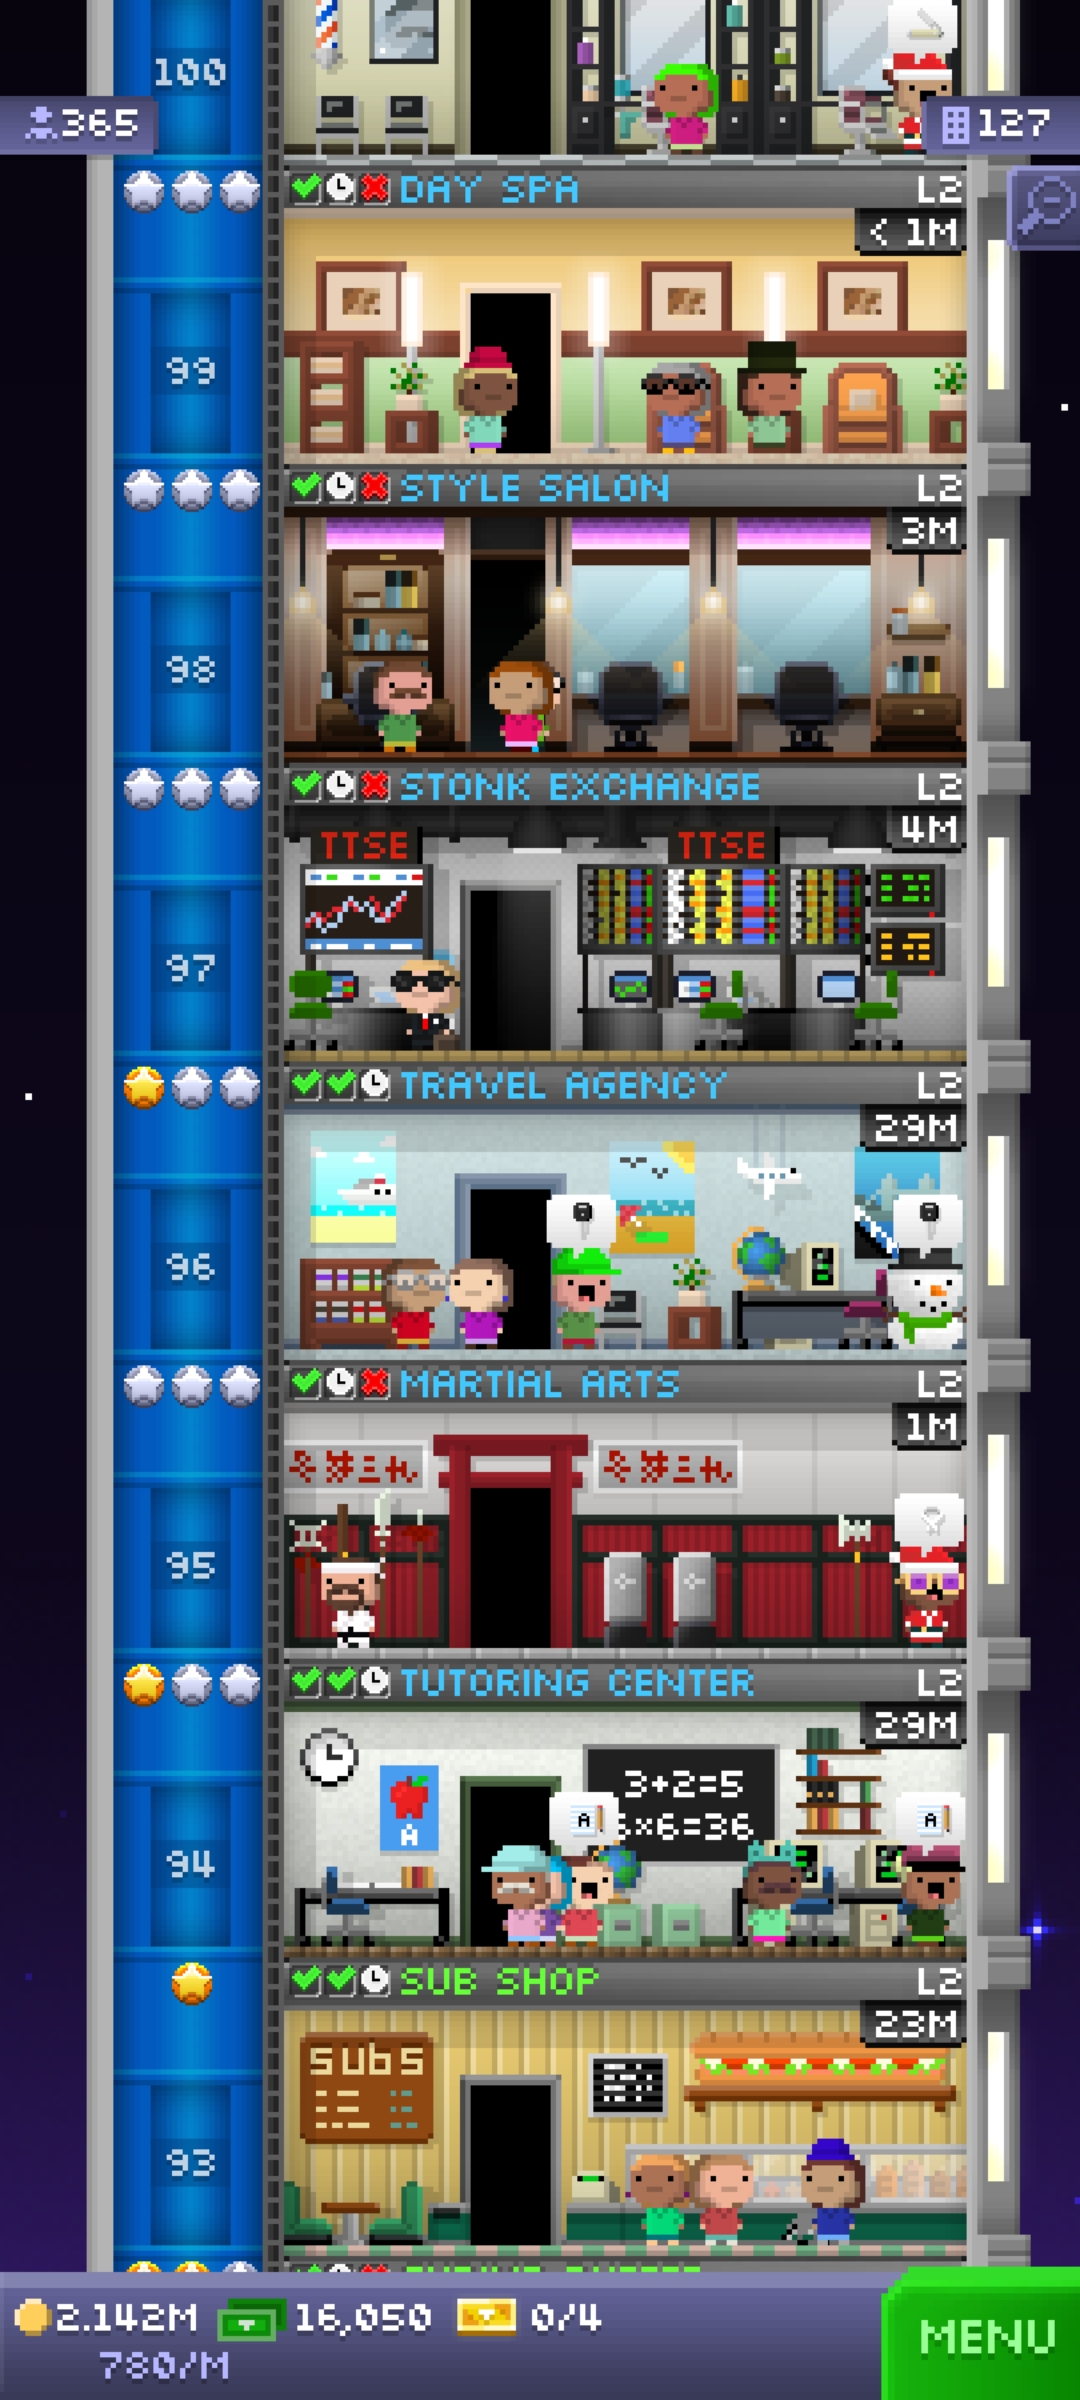 100
365
127
DAY SPA
L2
< 1M
99
STYLE SALON
L2
3M
98
STONK EXCHANGE
L2
4M
TTSE
TTSE
97
TRAVEL AGENCY
L2
29M
96
MARTIAL ARTS
L2
1M
95
TUTORING CENTER
L2
29M
3+2=5
x6=36
A
A
A
94
SUB SHOP
L2
23M
SUBS
93
2.142M
16,050
0/4
780/M
MENU